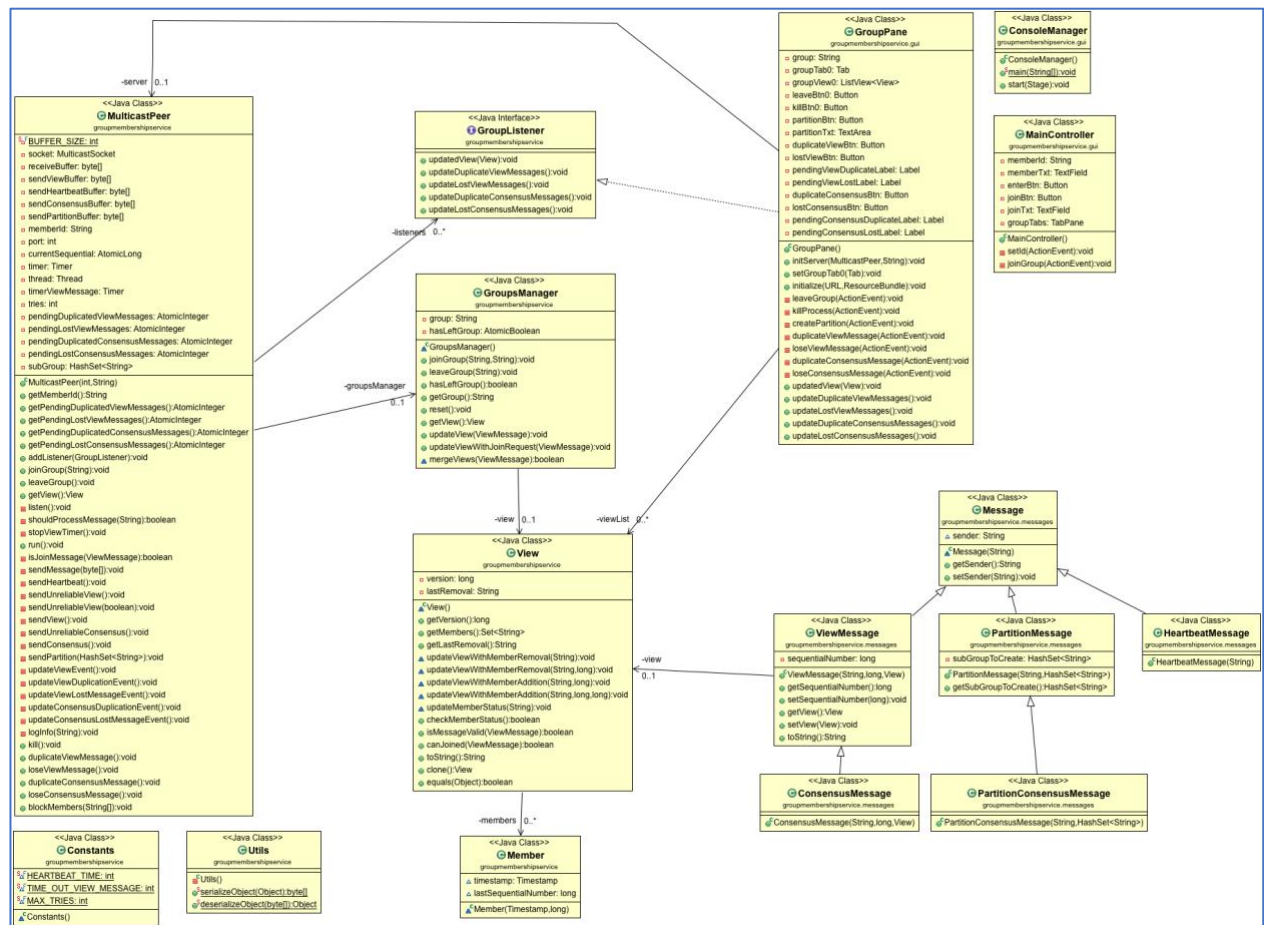 -server 0..1
<<Java Class>>
MulticastPeer
groupmembershipservice
BUFFER_SIZE: int
socket: MulticastSocket
receiveBuffer: byte[]
sendViewBuffer: byte[]
sendHeartbeatBuffer: byte[]
sendConsensusBuffer: byte[]
sendPartitionBuffer: byte[]
memberId: String
port: int
currentSequential: AtomicLong
timer: Timer
thread: Thread
timerViewMessage: Timer
tries: int
pendingDuplicatedViewMessages: AtomicInteger
pendingLostViewMessages: AtomicInteger
pendingDuplicatedConsensusMessages: AtomicInteger
pendingLostConsensusMessages: AtomicInteger
subGroup: HashSet<String>
MulticastPeer(int,String)
getMemberId():String
getPendingDuplicatedViewMessages():AtomicInteger
getPendingLostViewMessages():AtomicInteger
getPendingDuplicatedConsensusMessages():AtomicInteger
getPendingLostConsensusMessages():AtomicInteger
addListener(GroupListener):void
joinGroup(String):void
leaveGroup():void
getView():View
listen():void
shouldProcessMessage(String):boolean
stopViewTimer():void
run():void
isJoinMessage(ViewMessage):boolean
sendMessage(byte[]):void
sendHeartbeat():void
sendUnreliableView():void
sendUnreliableView(boolean):void
sendView():void
sendUnreliableConsensus():void
sendConsensus():void
sendPartition(HashSet<String>):void
updateViewEvent():void
updateViewDuplicationEvent():void
updateViewLostMessageEvent():void
updateConsensusDuplicationEvent():void
updateConsensusLostMessageEvent():void
logInfo(String):void
kill():void
duplicateViewMessage():void
loseViewMessage():void
duplicateConsensusMessage():void
loseConsensusMessage():void
blockMembers(String[]):void
<<Java Class>>
Constants
groupmembershipservice
HEARTBEAT_TIME: int
TIME_OUT_VIEW_MESSAGE: int
MAX_TRIES: int
Constants()
<<Java Class>>
Utils
groupmembershipservice
Utils()
serializeObject(Object):byte[]
deserializeObject(byte[]):Object
<<Java Interface>>
GroupListener
groupmembershipservice
updatedView(View):void
updateDuplicateViewMessages():void
updateLostViewMessages():void
updateDuplicateConsensusMessages():void
updateLostConsensusMessages():void
-listeners 0..*
<<Java Class>>
GroupsManager
groupmembershipservice
group: String
hasLeftGroup: AtomicBoolean
GroupsManager()
joinGroup(String,String):void
leaveGroup(String):void
hasLeftGroup():boolean
getGroup():String
reset():void
getView():View
updateView(ViewMessage):void
updateViewWithJoinRequest(ViewMessage):void
mergeViews(ViewMessage):boolean
-groupsManager
0..1
-view 0..1
-viewList 0..*
<<Java Class>>
View
groupmembershipservice
version: long
lastRemoval: String
View()
getVersion():long
getMembers():Set<String>
getLastRemoval():String
updateViewWithMemberRemoval(String):void
updateViewWithMemberRemoval(String,long):void
updateViewWithMemberAddition(String,long):void
updateViewWithMemberAddition(String,long,long):void
updateMemberStatus(String):void
checkMemberStatus():boolean
isMessageValid(ViewMessage):boolean
canJoined(ViewMessage):boolean
toString():String
clone():View
equals(Object):boolean
-members 0..*
<<Java Class>>
Member
groupmembershipservice
timestamp: Timestamp
lastSequentialNumber: long
Member(Timestamp,long)
<<Java Class>>
GroupPane
groupmembershipservice.gui
group: String
groupTab0: Tab
groupView0: ListView<View>
leaveBtn0: Button
killBtn0: Button
partitionBtn: Button
partitionTxt: TextArea
duplicateViewBtn: Button
lostViewBtn: Button
pendingViewDuplicateLabel: Label
pendingViewLostLabel: Label
duplicateConsensusBtn: Button
lostConsensusBtn: Button
pendingConsensusDuplicateLabel: Label
pendingConsensusLostLabel: Label
GroupPane()
initServer(MulticastPeer,String):void
setGroupTab0(Tab):void
initialize(URL,ResourceBundle):void
leaveGroup(ActionEvent):void
killProcess(ActionEvent):void
createPartition(ActionEvent):void
duplicateViewMessage(ActionEvent):void
loseViewMessage(ActionEvent):void
duplicateConsensusMessage(ActionEvent):void
loseConsensusMessage(ActionEvent):void
updatedView(View):void
updateDuplicateViewMessages():void
updateLostViewMessages():void
updateDuplicateConsensusMessages():void
updateLostConsensusMessages():void
<<Java Class>>
ConsoleManager
groupmembershipservice.gui
ConsoleManager()
main(String[]):void
start(Stage):void
<<Java Class>>
MainController
groupmembershipservice.gui
memberId: String
memberTxt: TextField
enterBtn: Button
joinBtn: Button
joinTxt: TextField
groupTabs: TabPane
MainController()
setId(ActionEvent):void
joinGroup(ActionEvent):void
<<Java Class>>
Message
groupmembershipservice.messages
sender: String
Message(String)
getSender():String
setSender(String):void
<<Java Class>>
ViewMessage
groupmembershipservice.messages
sequentialNumber: long
ViewMessage(String,long,View)
getSequentialNumber():long
setSequentialNumber(long):void
getView():View
setView(View):void
toString():String
-view
0..1
<<Java Class>>
PartitionMessage
groupmembershipservice.messages
subGroupToCreate: HashSet<String>
PartitionMessage(String,HashSet<String>)
getSubGroupToCreate():HashSet<String>
<<Java Class>>
HeartbeatMessage
groupmembershipservice.messages
HeartbeatMessage(String)
<<Java Class>>
ConsensusMessage
groupmembershipservice.messages
ConsensusMessage(String,long,View)
<<Java Class>>
PartitionConsensusMessage
groupmembershipservice.messages
PartitionConsensusMessage(String,HashSet<String>)